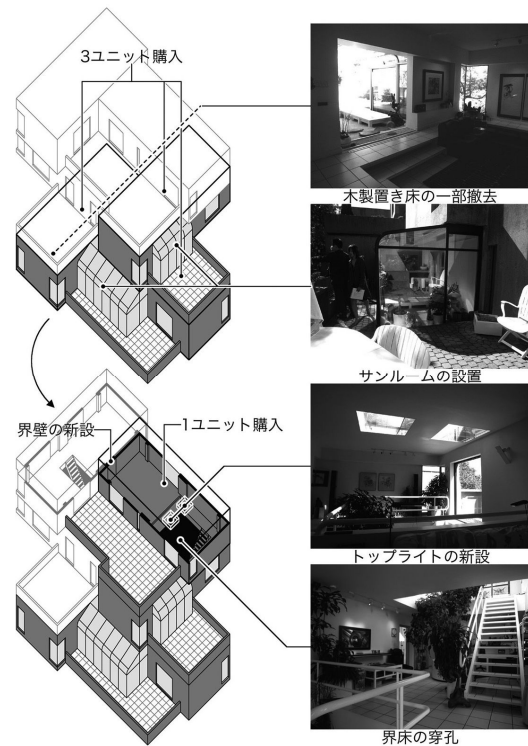 3ユニット購入
木製置き床の一部撤去
サンルームの設置
界壁の新設
1ユニット購入
トップライトの新設
界床の穿孔